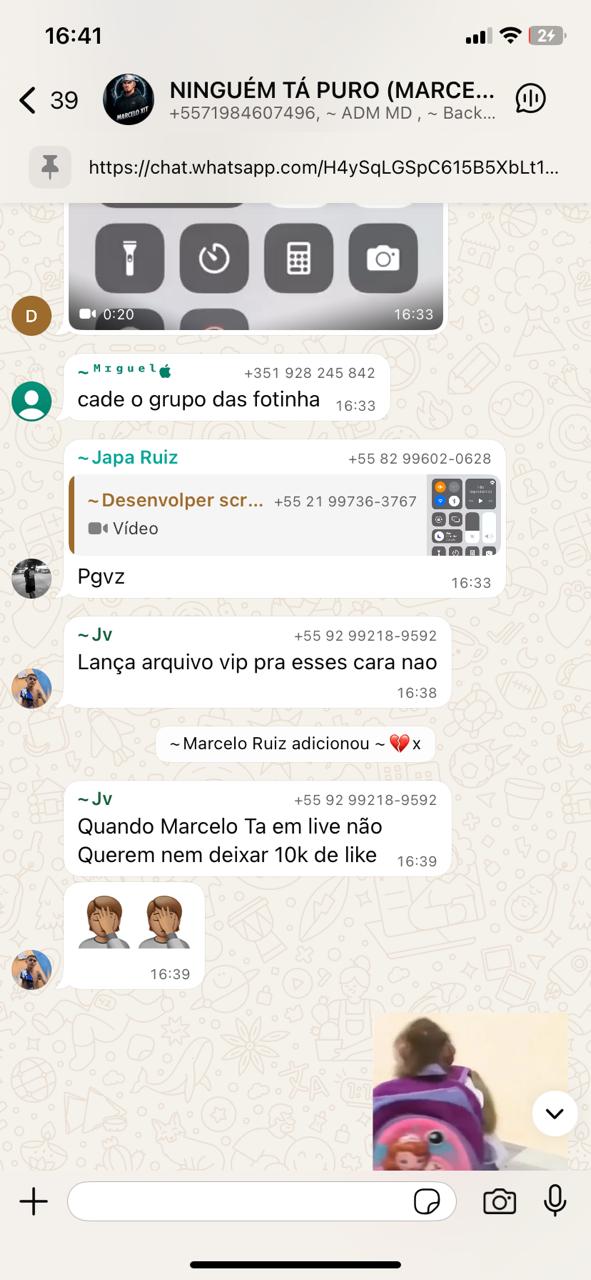 16:41
24
39
NINGUÉM TÁ PURO (MARCE...
+5571984607496, ~ ADM MD , ~ Back...
MARCELO XIT
https://chat.whatsapp.com/H4ySqLGSpC615B5XbLt1...
0:20
16:33
D
~ ᴹᶦᵍᵘᵉˡ
+351 928 245 842
cade o grupo das fotinha
16:33
~Japa Ruiz
+55 82 99602-0628
~Desenvolper scr...
+55 21 99736-3767
Vídeo
Pgvz
16:33
~Jv
+55 92 99218-9592
Lança arquivo vip pra esses cara nao
16:38
~Marcelo Ruiz adicionou ~💔x
~Jv
+55 92 99218-9592
Quando Marcelo Ta em live não
Querem nem deixar 10k de like
16:39
16:39